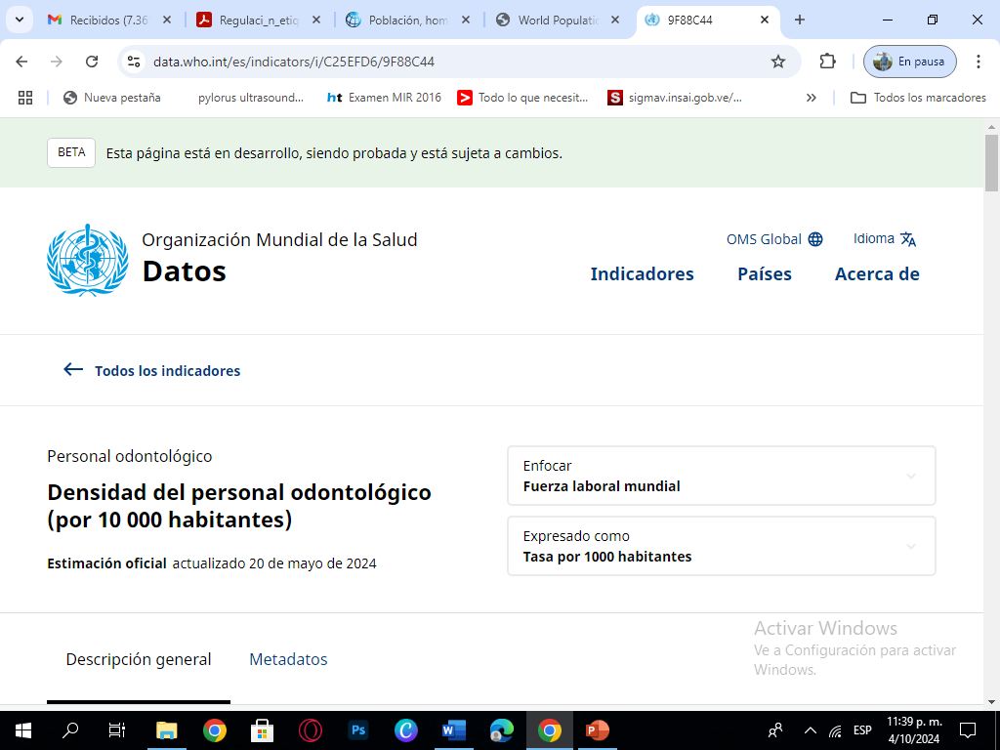 Recibidos (7.36
Regulaci_n_etiq
Población, hom
World Populatio
9F88C44
data.who.int/es/indicators/i/C25EFD6/9F88C44
En pausa
Nueva pestaña
pylorus ultrasound...
ht Examen MIR 2016
Todo lo que necesit...
S sigmav.insai.gob.ve/...
Todos los marcadores
BETA Esta página está en desarrollo, siendo probada y está sujeta a cambios.
Organización Mundial de la Salud
Datos
OMS Global
Idioma
Indicadores
Países
Acerca de
Todos los indicadores
Personal odontológico
Densidad del personal odontológico
(por 10 000 habitantes)
Estimación oficial actualizado 20 de mayo de 2024
Enfocar
Fuerza laboral mundial
Expresado como
Tasa por 1000 habitantes
Descripción general
Metadatos
Activar Windows
Ve a Configuración para activar
Windows.
Ps
W
P
ESP
11:39 p. m.
4/10/2024